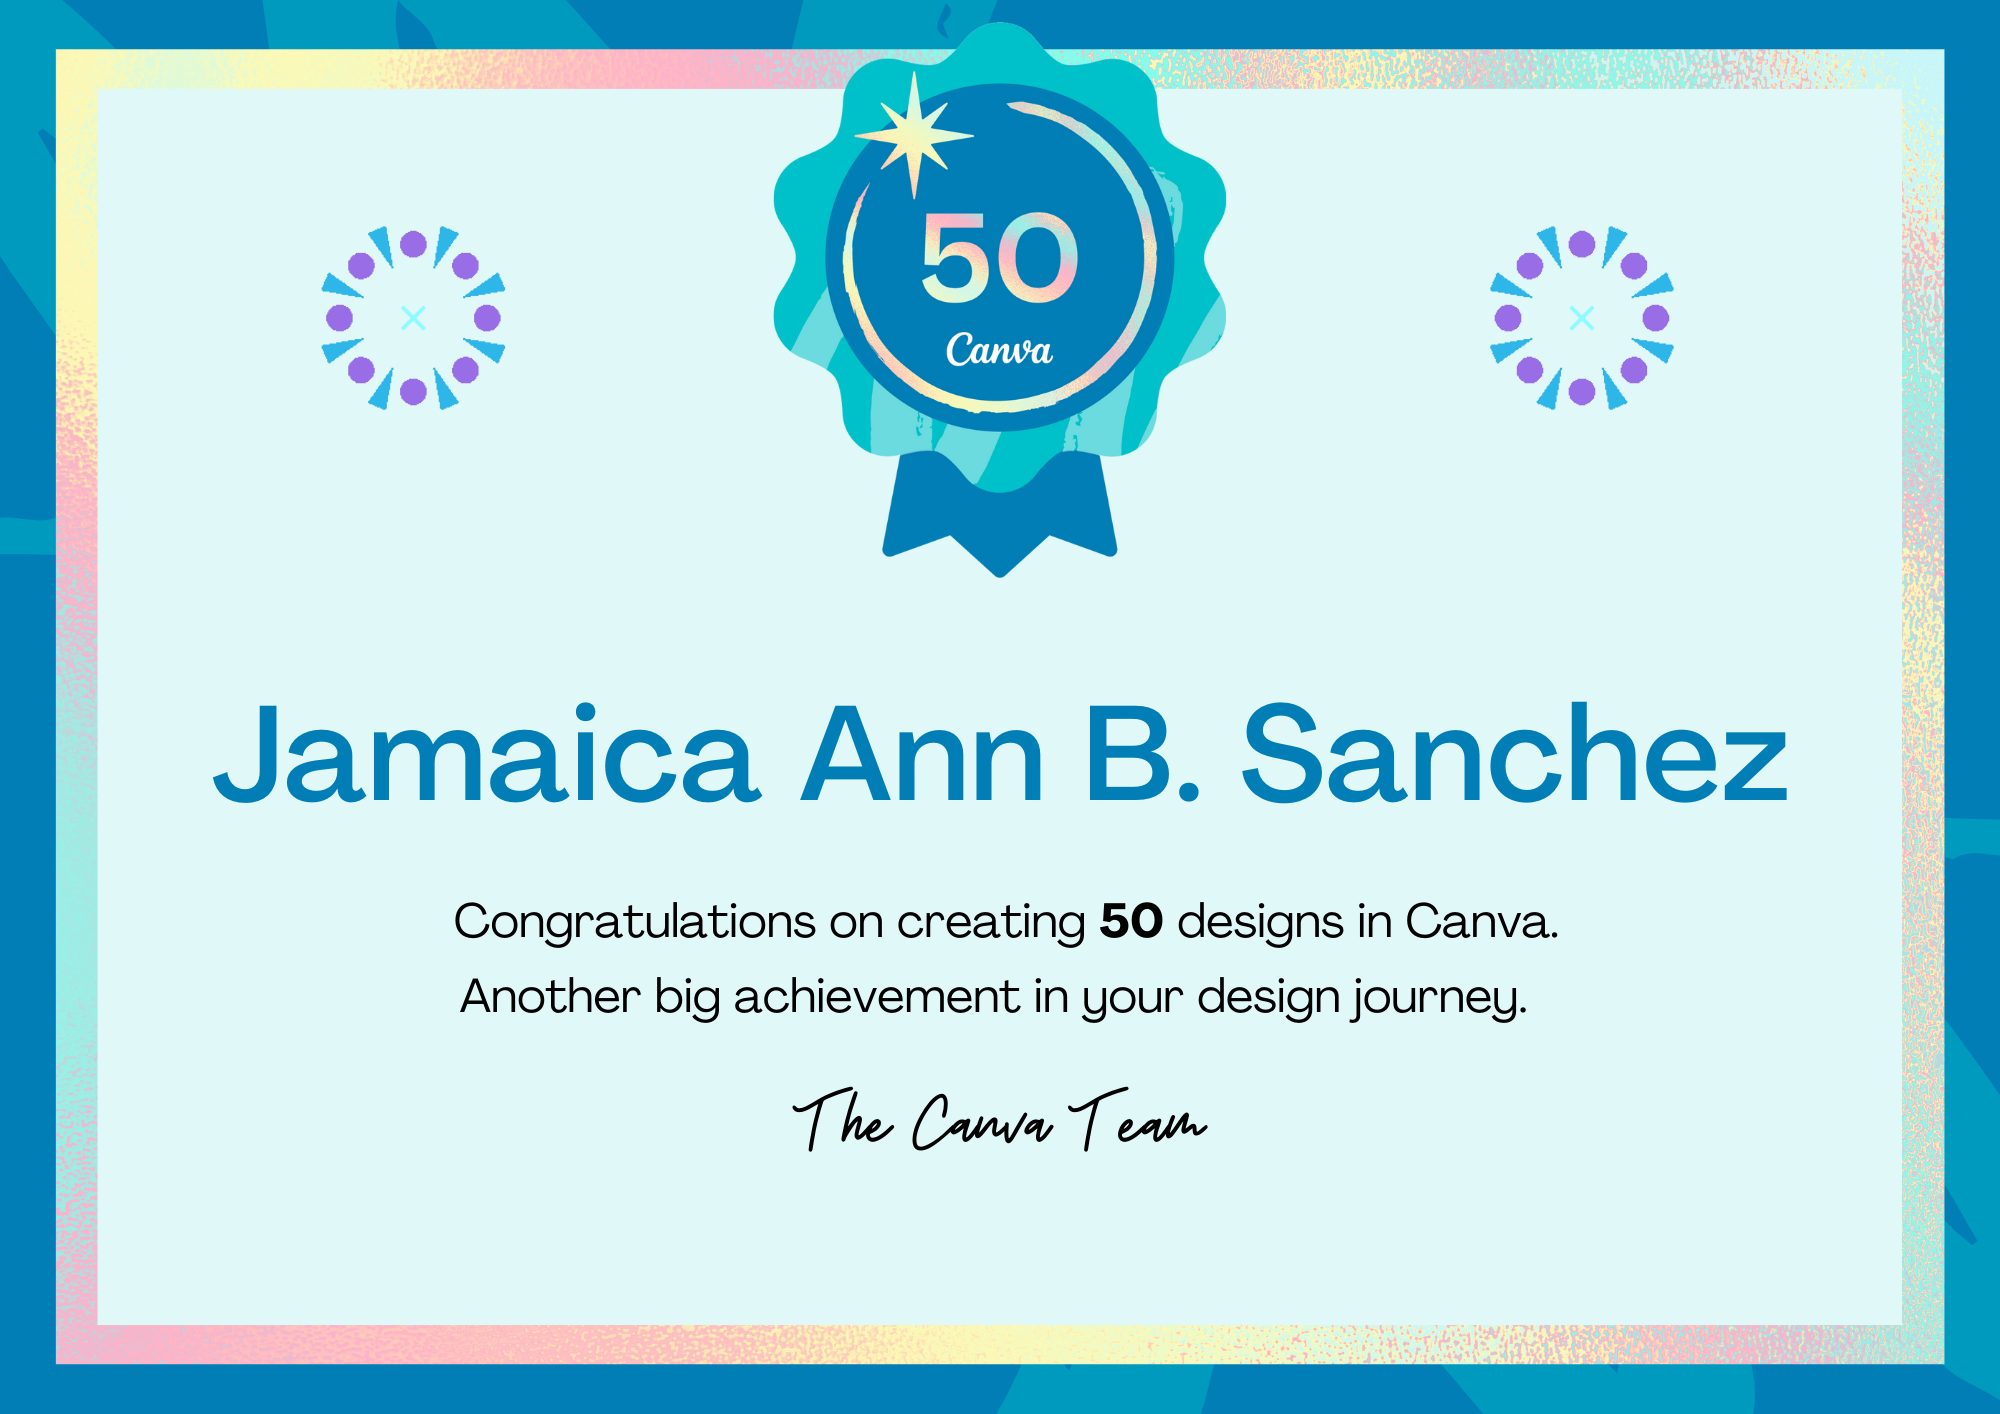 50
Canva
Jamaica Ann B. Sanchez
Congratulations on creating 50 designs in Canva.
Another big achievement in your design journey.
The Canva Team